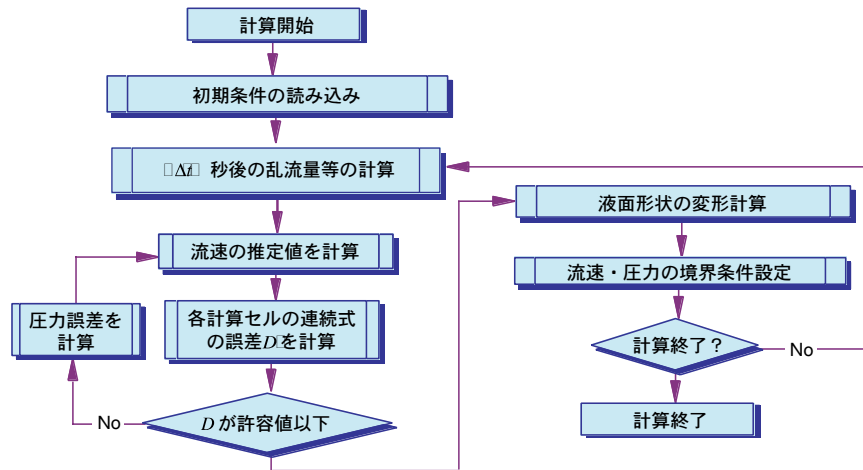 計算開始
初期条件の読み込み
Δt 秒後の乱流量等の計算
流速の推定値を計算
圧力誤差を
計算
各計算セルの連続式
の誤差D を計算
No
D が許容値以下
液面形状の変形計算
流速・圧力の境界条件設定
計算終了？
No
計算終了